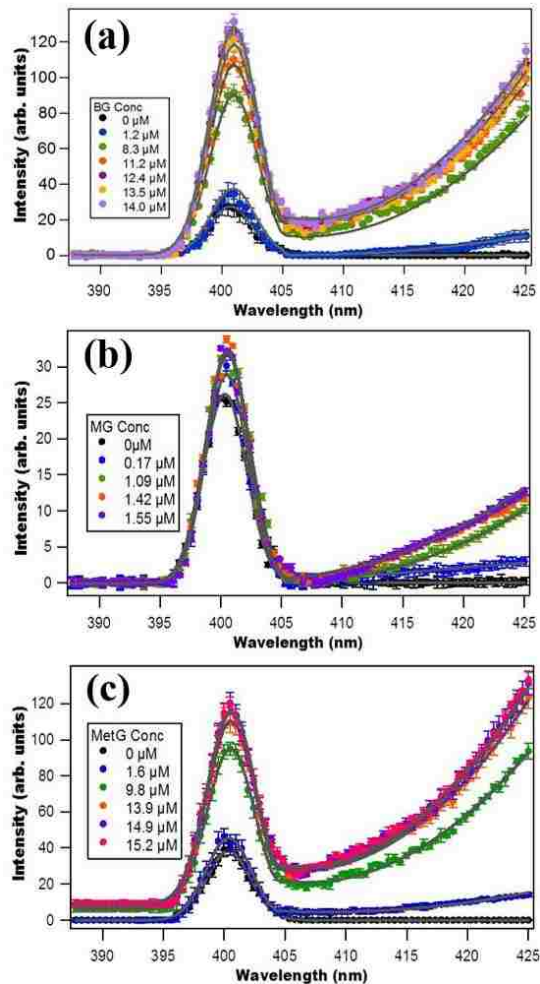 (a)
Intensity (arb. units)
120
100
80
60
40
20
0
BG Conc
0 µM
1.2 µM
8.3 µM
11.2 µM
12.4 µM
13.5 µM
14.0 µM
390 395 400 405 410 415 420 425
Wavelength (nm)
(b)
Intensity (arb. units)
30
25
20
15
10
5
0
MG Conc
0µM
0.17 µM
1.09 µM
1.42 µM
1.55 µM
390 395 400 405 410 415 420 425
Wavelength (nm)
(c)
Intensity (arb. units)
120
100
80
60
40
20
0
MetG Conc
0 µM
1.6 µM
9.8 µM
13.9 µM
14.9 µM
15.2 µM
390 395 400 405 410 415 420 425
Wavelength (nm)